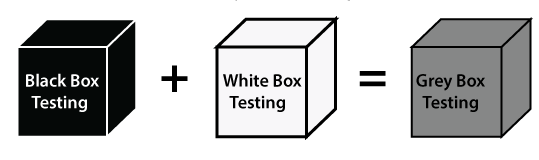 Black Box
Testing
+
White Box
Testing
=
Grey Box
Testing